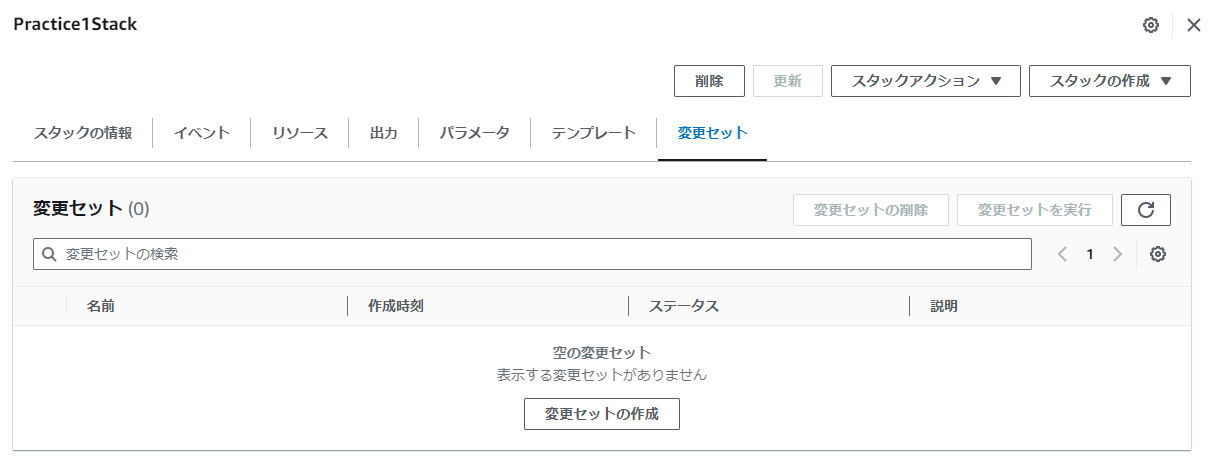 Practice1Stack
削除 更新 スタックアクション スタックの作成
スタックの情報 イベント リソース 出力 パラメータ テンプレート 変更セット
変更セット (0) 変更セットの削除 変更セットを実行
変更セットの検索 1
名前 作成時刻 ステータス 説明
空の変更セット
表示する変更セットがありません
変更セットの作成